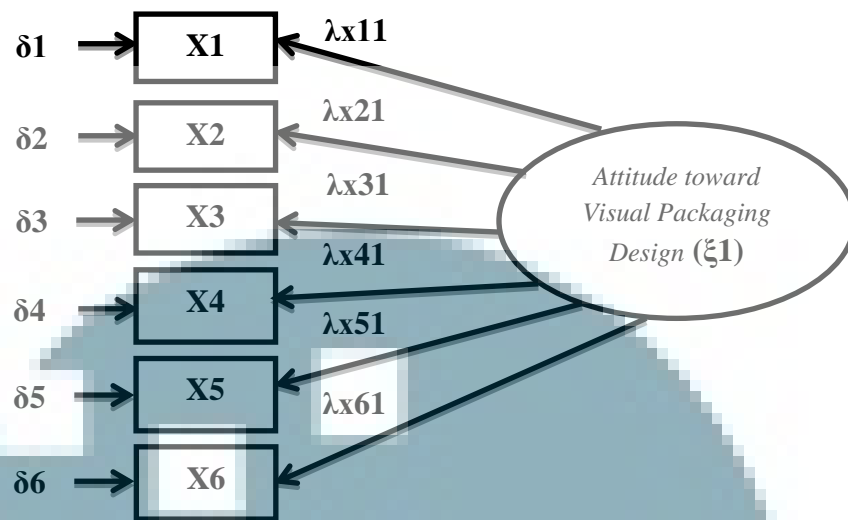 δ1 X1 λx11
δ2 X2 λx21
δ3 X3 λx31
δ4 X4 λx41
δ5 X5 λx51
δ6 X6 λx61
Attitude toward
Visual Packaging
Design (ξ1)